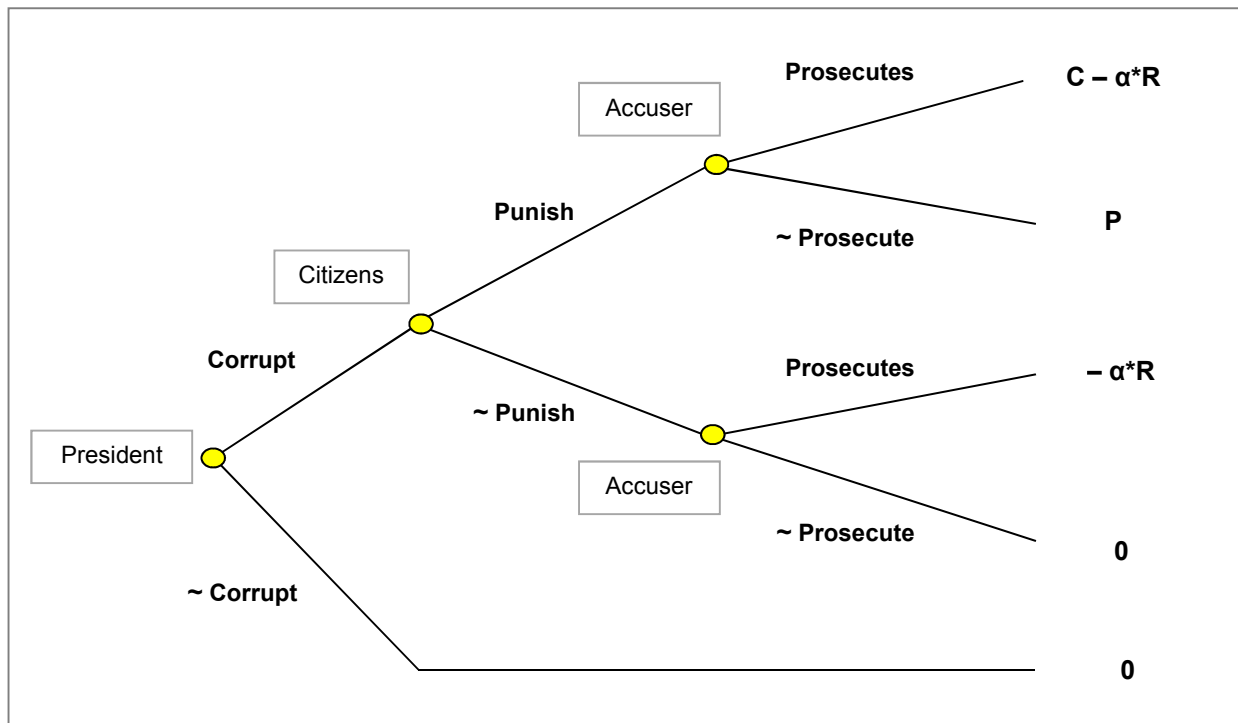 Prosecutes
C – α*R
Accuser
Punish
~ Prosecute
P
Citizens
Corrupt
Prosecutes
– α*R
~ Punish
President
Accuser
~ Prosecute
0
~ Corrupt
0